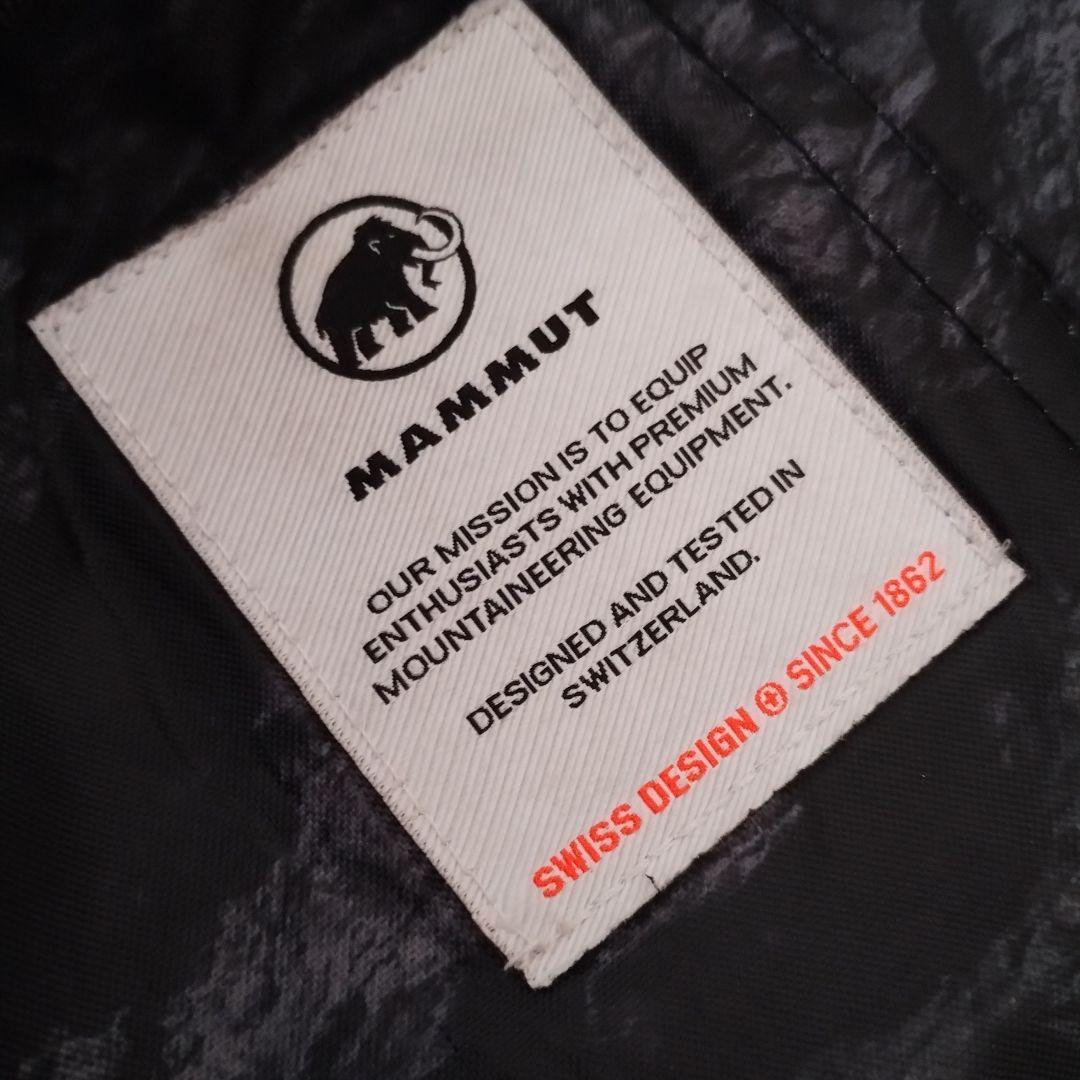 MAMMUT
OUR MISSION IS TO EQUIP
ENTHUSIASTS WITH PREMIUM
MOUNTAINEERING EQUIPMENT.
DESIGNED AND TESTED IN
SWITZERLAND.
SWISS DESIGN SINCE 1862